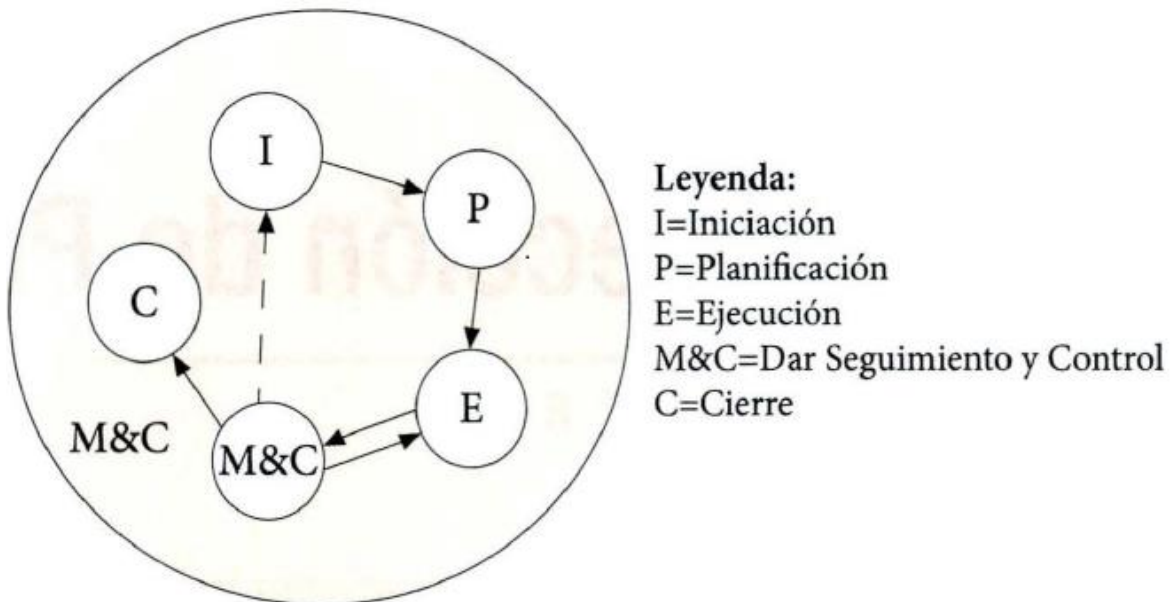 I
P
C
E
M&C
M&C
Leyenda:
I=Iniciación
P=Planificación
E=Ejecución
M&C=Dar Seguimiento y Control
C=Cierre